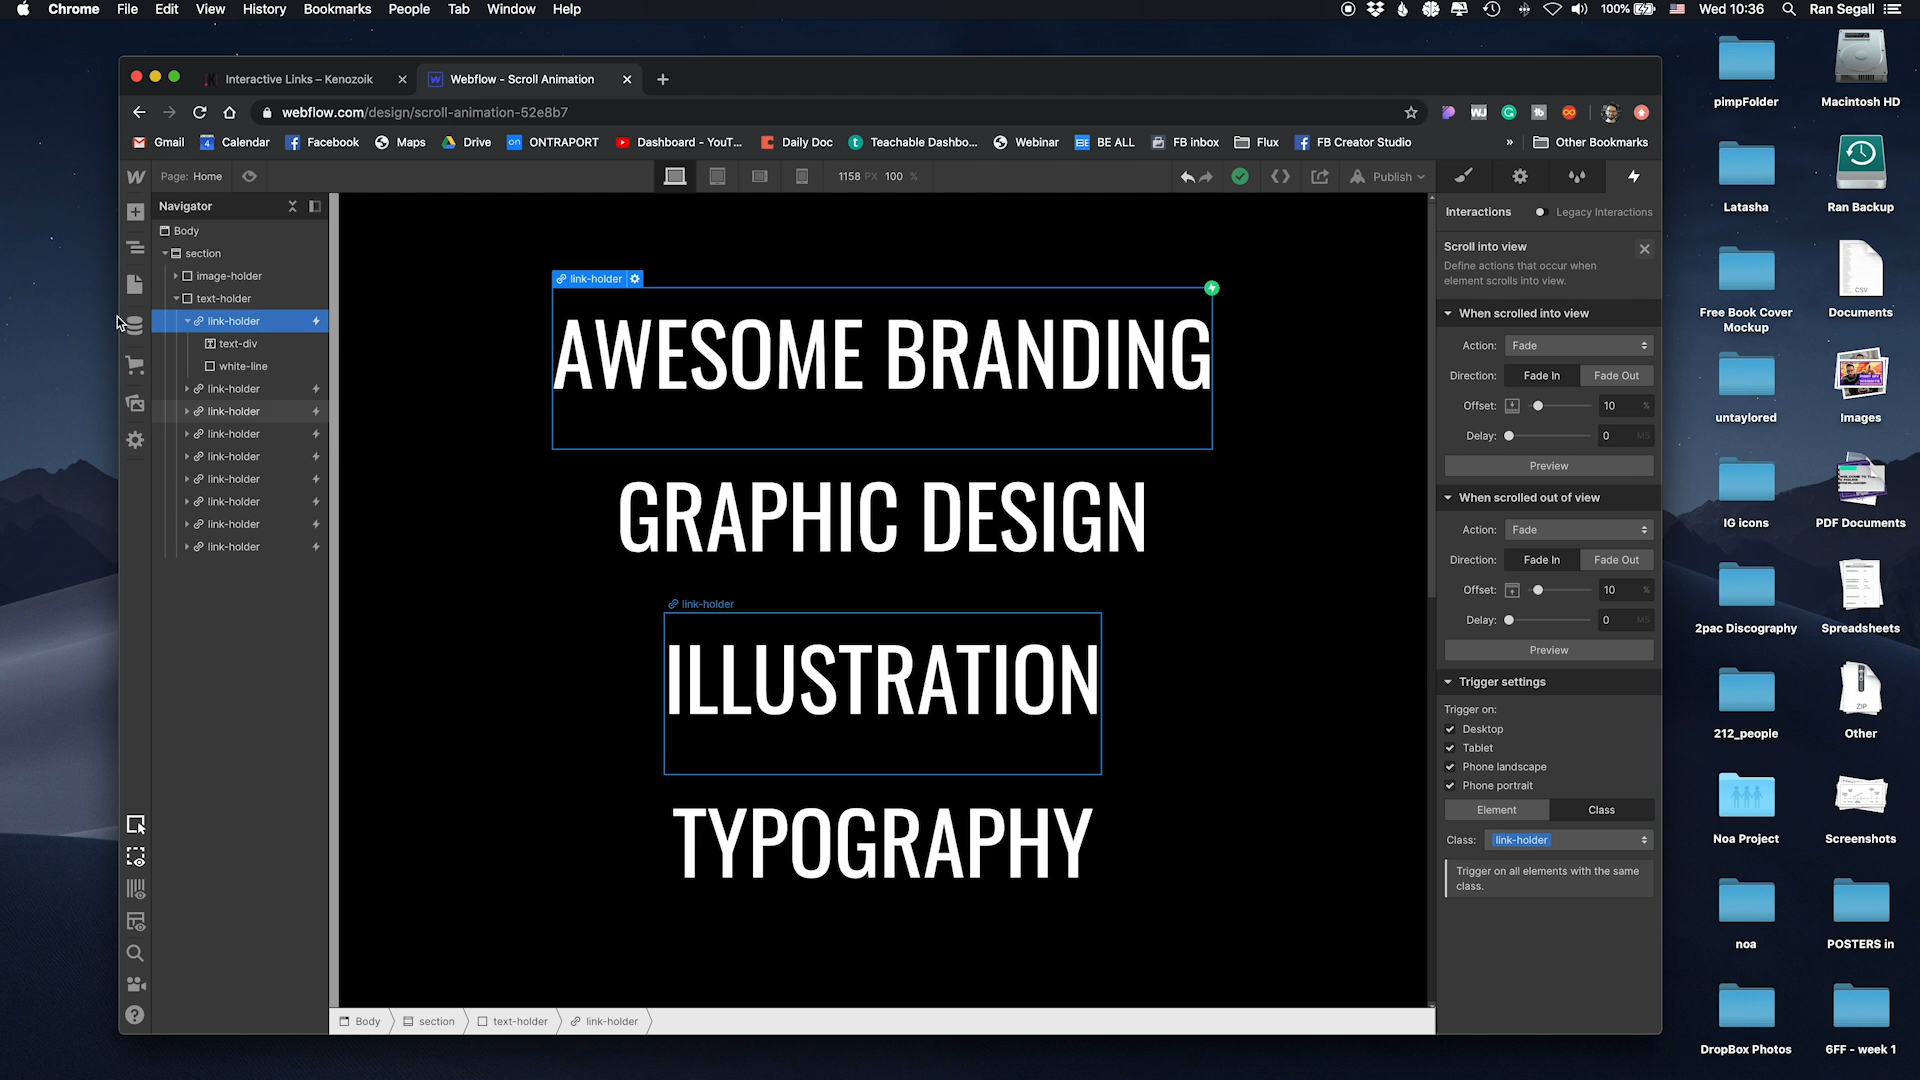 Chrome File Edit View History Bookmarks People Tab Window Help
100% Wed 10:36 Ran Segall
Interactive Links – Kenozoik
Webflow - Scroll Animation
webflow.com/design/scroll-animation-52e8b7
Gmail Calendar Facebook Maps Drive ONTRAPORT Dashboard - YouT... Daily Doc Teachable Dashbo... Webinar BE ALL FB inbox Flux FB Creator Studio » Other Bookmarks
Page: Home
1158 PX 100 %
Publish
Navigator
Body
section
image-holder
text-holder
link-holder
text-div
white-line
link-holder
link-holder
link-holder
link-holder
link-holder
link-holder
link-holder
link-holder
link-holder
AWESOME BRANDING
GRAPHIC DESIGN
link-holder
ILLUSTRATION
TYPOGRAPHY
Body section text-holder link-holder
Interactions Legacy Interactions
Scroll into view
Define actions that occur when
element scrolls into view.
When scrolled into view
Action: Fade
Direction: Fade In Fade Out
Offset: 10 %
Delay: 0 MS
Preview
When scrolled out of view
Action: Fade
Direction: Fade In Fade Out
Offset: 10 %
Delay: 0 MS
Preview
Trigger settings
Trigger on:
Desktop
Tablet
Phone landscape
Phone portrait
Element Class
Class: link-holder
Trigger on all elements with the same
class.
pimpFolder
Macintosh HD
Latasha
Ran Backup
Free Book Cover
Mockup
CSV
Documents
untaylored
Images
IG icons
PDF Documents
2pac Discography
Spreadsheets
212_people
ZIP
Other
Noa Project
Screenshots
noa
POSTERS in
DropBox Photos
6FF - week 1